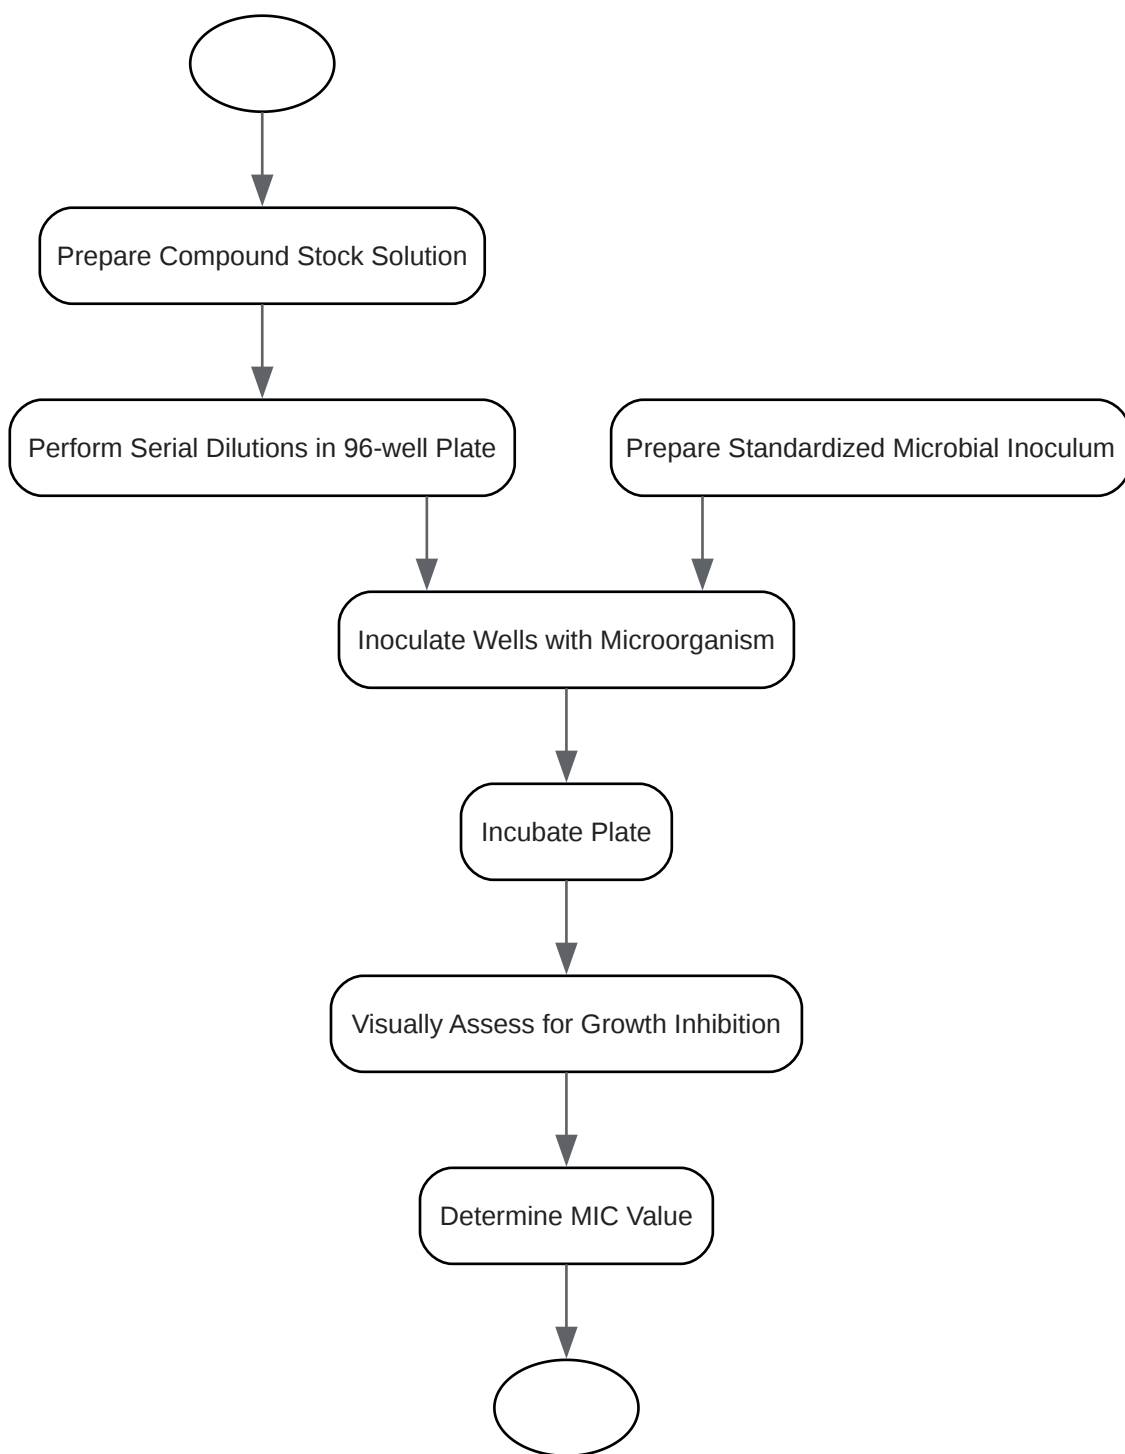 Prepare Compound Stock Solution
Perform Serial Dilutions in 96-well Plate
Prepare Standardized Microbial Inoculum
Inoculate Wells with Microorganism
Incubate Plate
Visually Assess for Growth Inhibition
Determine MIC Value